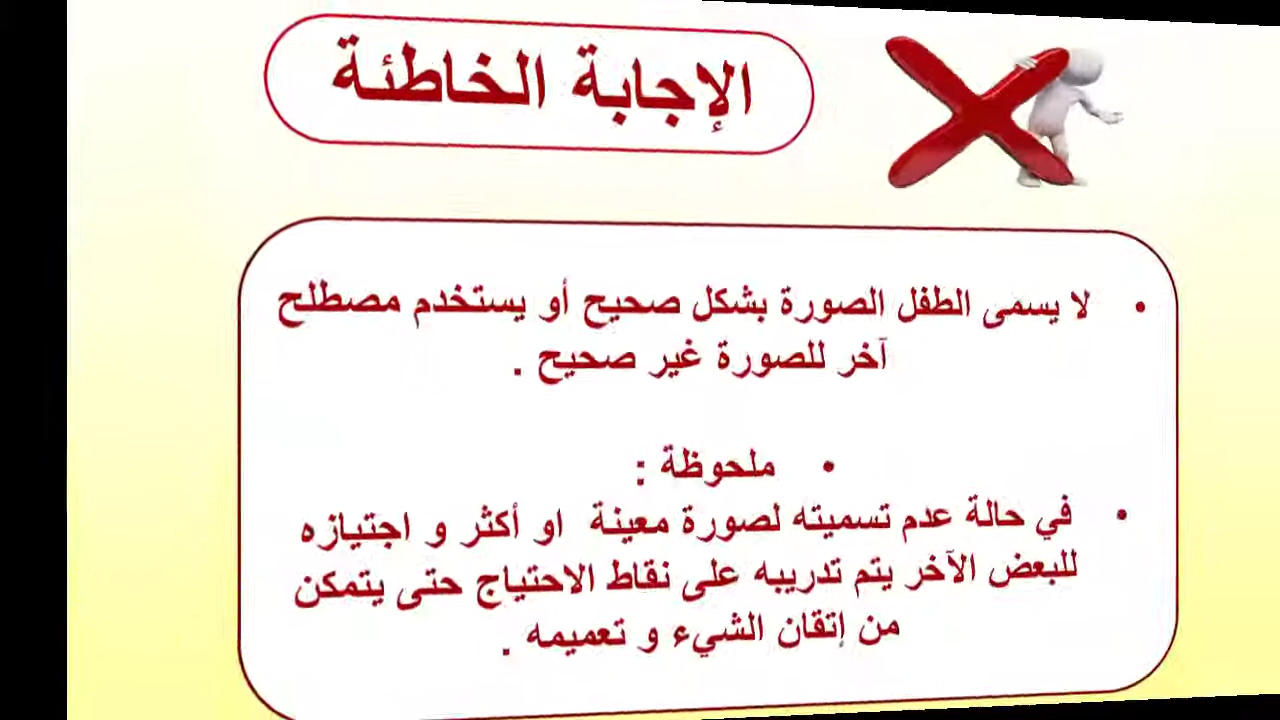 الإجابة الخاطئة
• لا يسمى الطفل الصورة بشكل صحيح أو يستخدم مصطلح
آخر للصورة غير صحيح .
• ملحوظة :
• في حالة عدم تسميته لصورة معينة او أكثر و اجتيازه
للبعض الآخر يتم تدريبه على نقاط الاحتياج حتى يتمكن
من إتقان الشيء و تعميمه .